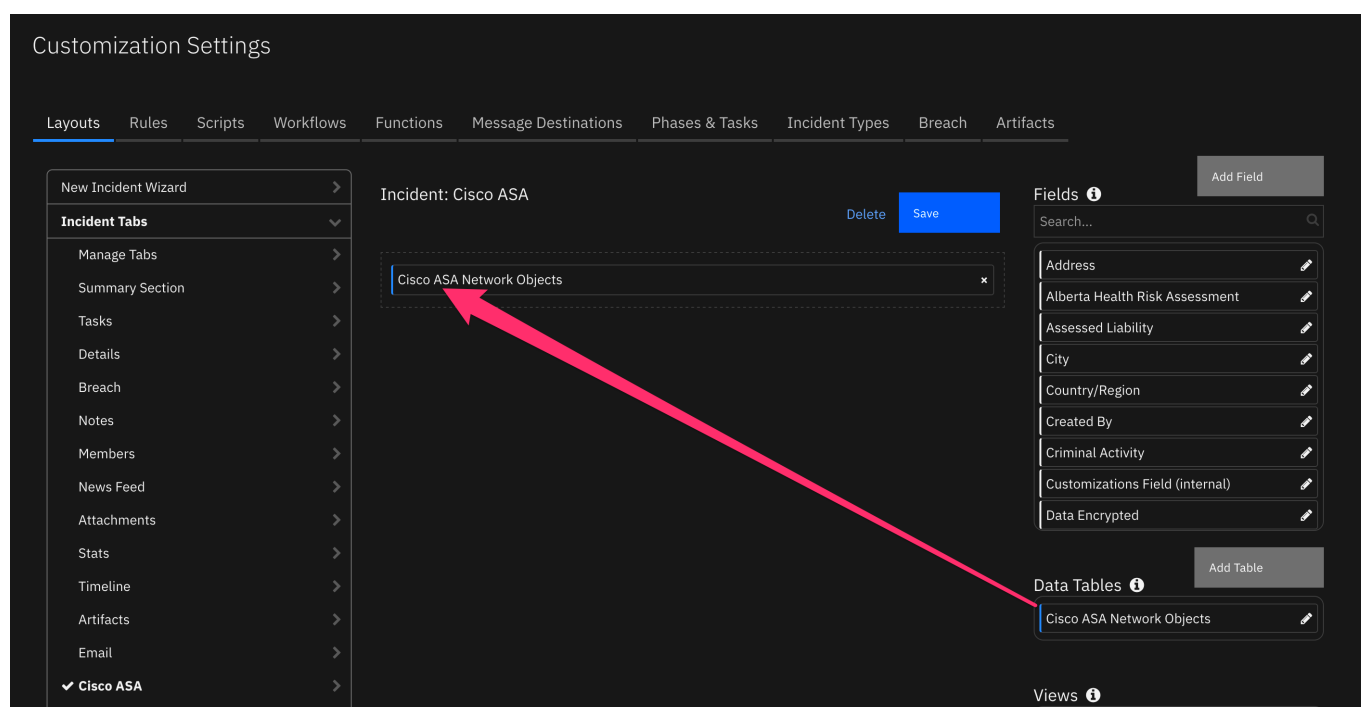 Customization Settings
Layouts Rules Scripts Workflows Functions Message Destinations Phases & Tasks Incident Types Breach Artifacts
New Incident Wizard
Incident Tabs
Manage Tabs
Summary Section
Tasks
Details
Breach
Notes
Members
News Feed
Attachments
Stats
Timeline
Artifacts
Email
Cisco ASA
Incident: Cisco ASA
Delete
Save
Cisco ASA Network Objects
Add Field
Fields
Search...
Address
Alberta Health Risk Assessment
Assessed Liability
City
Country/Region
Created By
Criminal Activity
Customizations Field (internal)
Data Encrypted
Add Table
Data Tables
Cisco ASA Network Objects
Views